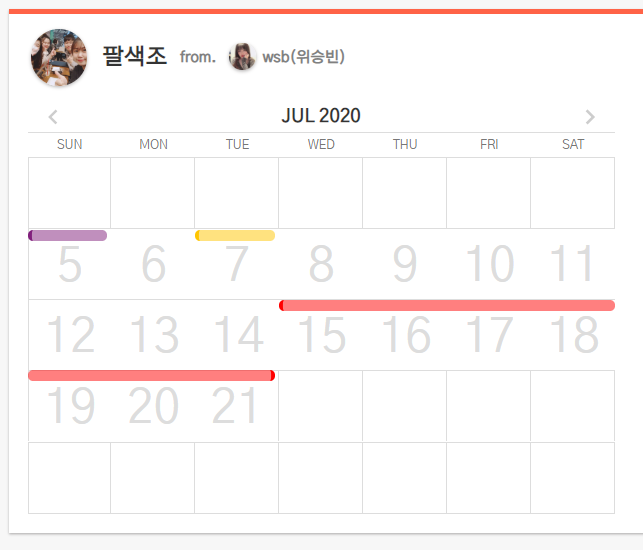 팔색조 from. wsb(위승빈)
JUL 2020
SUN MON TUE WED THU FRI SAT
5 6 7 8 9 10 11
12 13 14 15 16 17 18
19 20 21